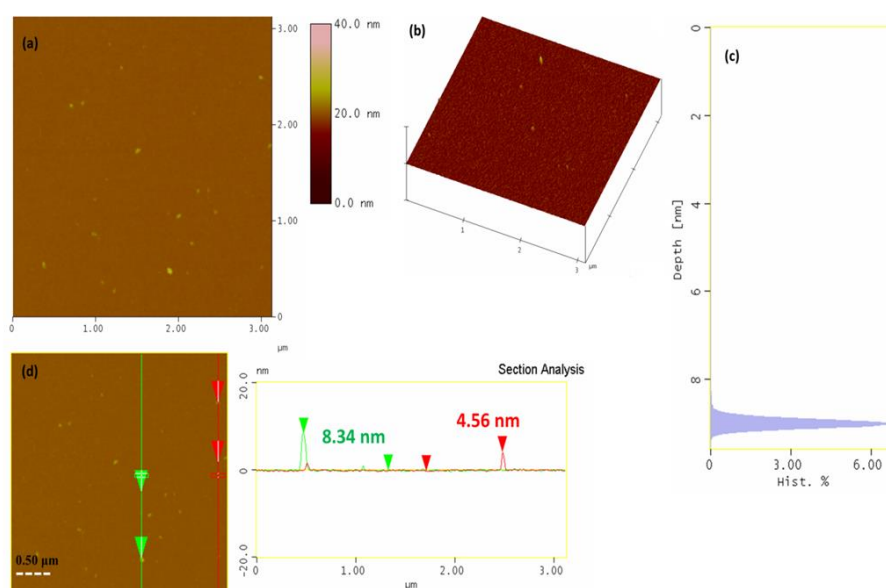 (a)
3.00
2.00
1.00
0
0
1.00
2.00
3.00
µm
40.0 nm
20.0 nm
0.0 nm
(b)
1
2
3
µm
(c)
0
2
4
6
8
Depth [nm]
0
3.00
6.00
Hist. %
(d)
0.50 µm
Section Analysis
nm
20.0
0
-20.0
8.34 nm
4.56 nm
1.00
2.00
3.00
µm